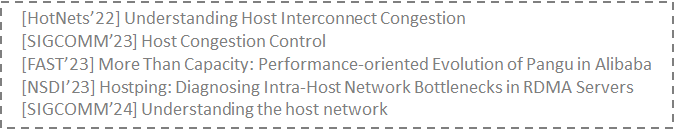 [HotNets’22] Understanding Host Interconnect Congestion
[SIGCOMM’23] Host Congestion Control
[FAST’23] More Than Capacity: Performance-oriented Evolution of Pangu in Alibaba
[NSDI’23] Hostping: Diagnosing Intra-Host Network Bottlenecks in RDMA Servers
[SIGCOMM’24] Understanding the host network